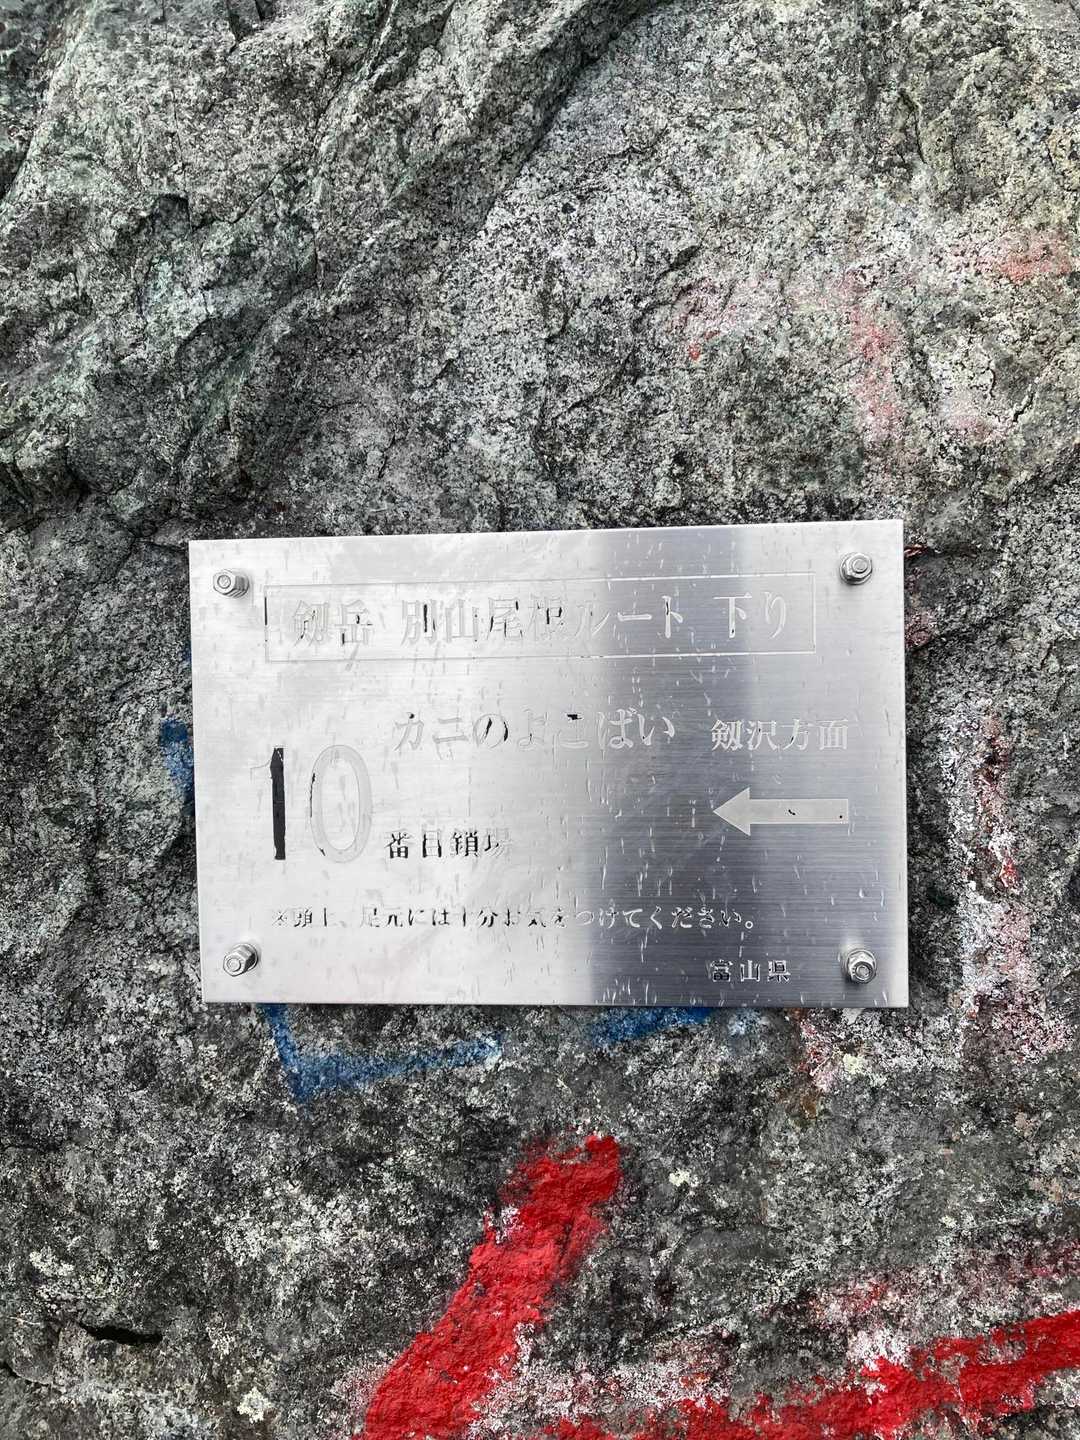 剱岳 別山尾根ルート 下り
カニのよこばい 剱沢方面
10番目鎖場
※頭上、足元には十分お気をつけてください。
富山県